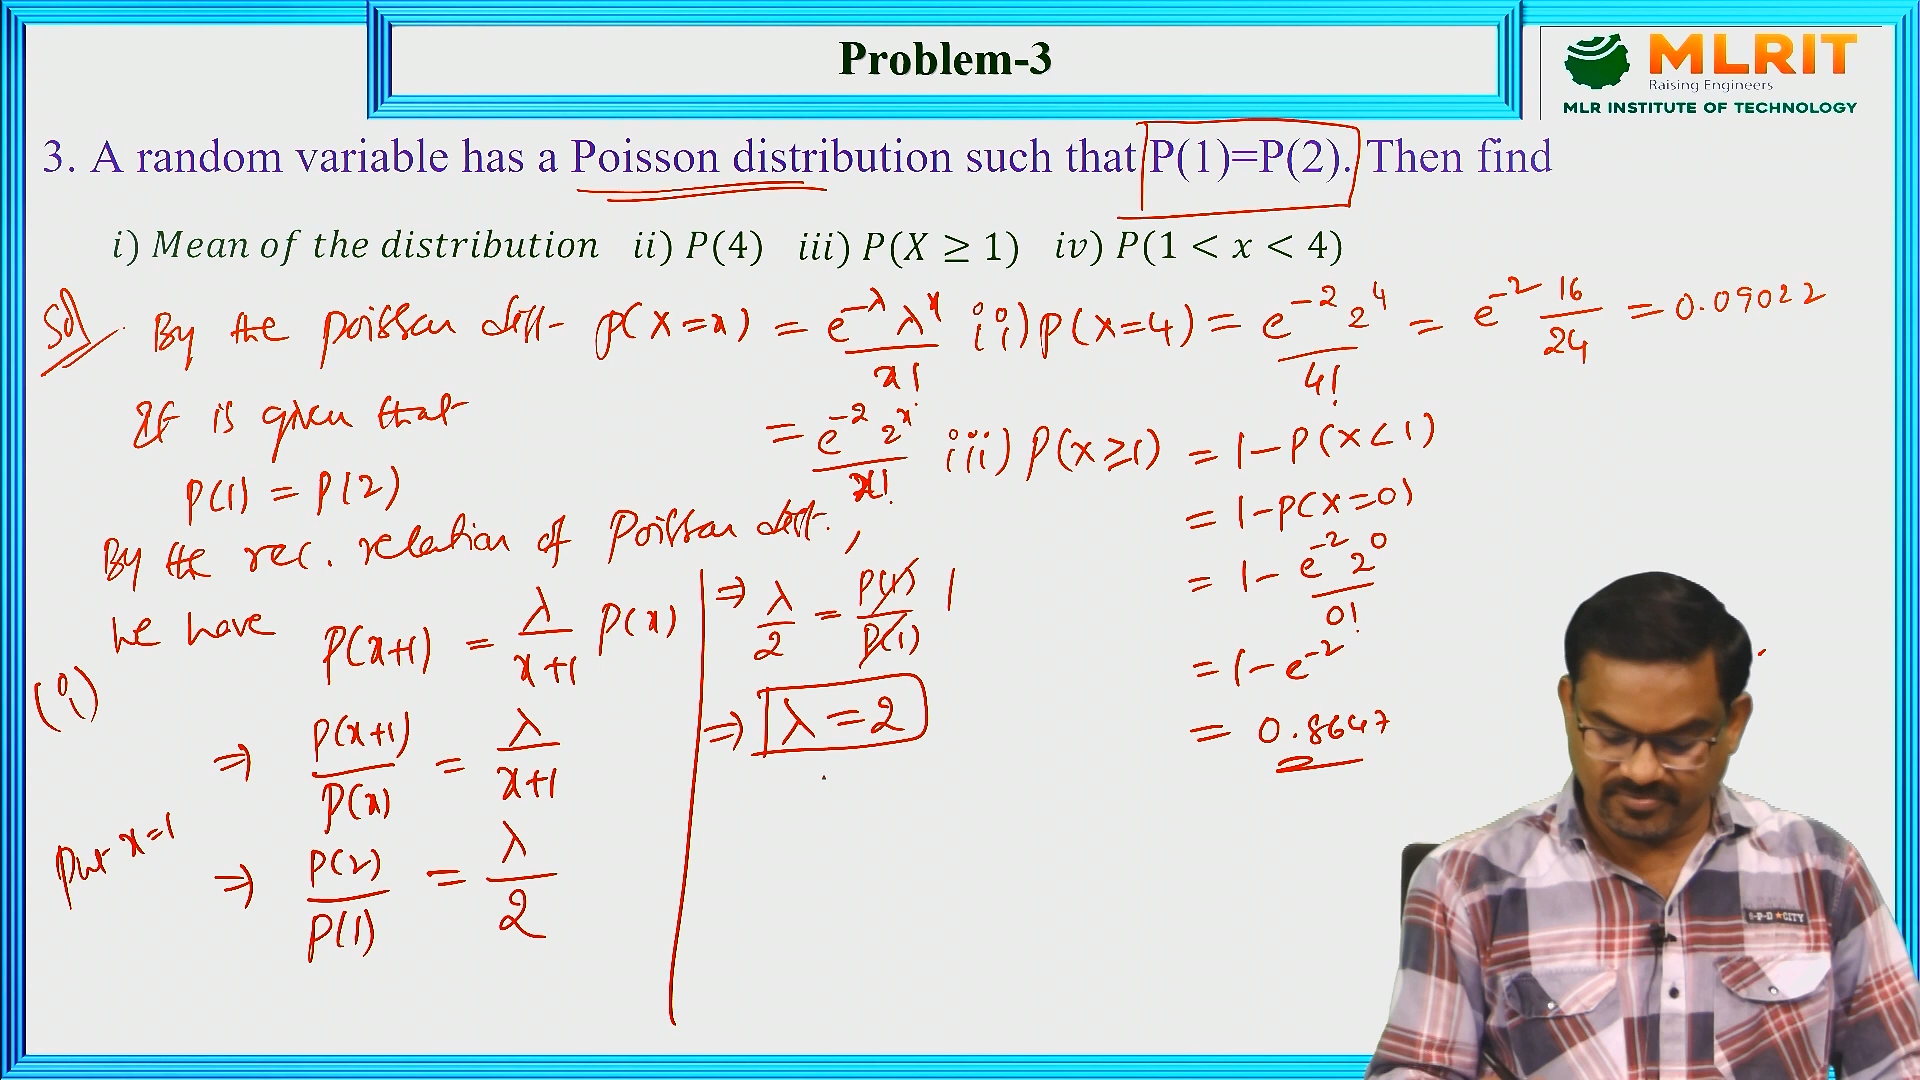 Problem-3
MLRIT
Raising Engineers
MLR INSTITUTE OF TECHNOLOGY
3. A random variable has a Poisson distribution such that P(1)=P(2). Then find
i) Mean of the distribution ii) P(4) iii) P(X ≥ 1) iv) P(1 < x < 4)
Sol
By the poisson dist- P(X=x) = e^-λ λ^x / x!
= e^-2 2^x / x!
It is given that
P(1) = P(2)
By the rec. relation of Poisson dist.,
we have P(x+1) = λ/(x+1) P(x)
(i)
⇒ P(x+1)/P(x) = λ/(x+1)
Put x=1
⇒ P(2)/P(1) = λ/2
⇒ λ/2 = P(1)/P(1) 1
⇒ λ = 2
ii) P(X=4) = e^-2 2^4 / 4! = e^-2 16/24 = 0.09022
iii) P(X≥1) = 1-P(X<1)
= 1-P(X=0)
= 1- e^-2 2^0 / 0!
= 1-e^-2
= 0.8647
CITY